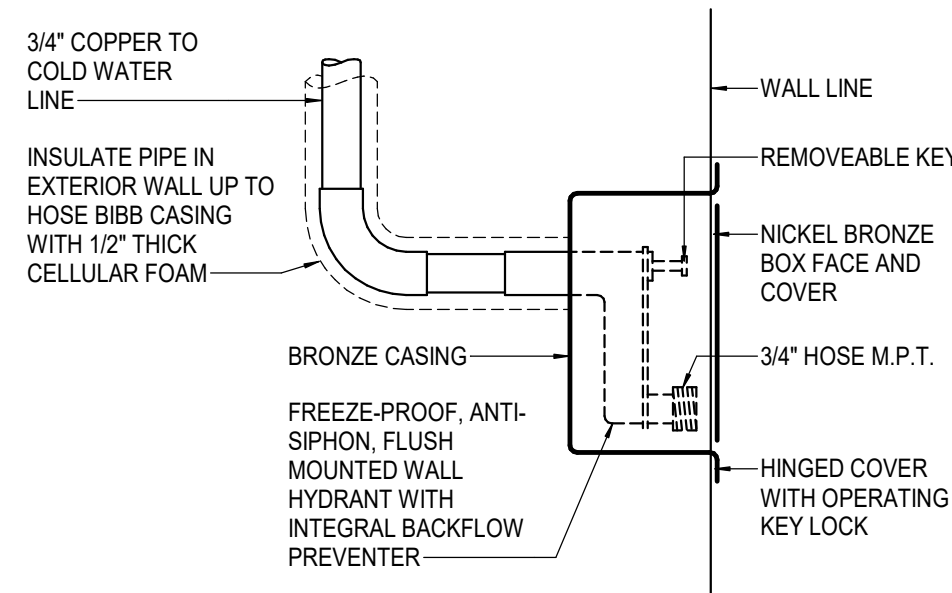 3/4" COPPER TO
COLD WATER
LINE
INSULATE PIPE IN
EXTERIOR WALL UP TO
HOSE BIBB CASING
WITH 1/2" THICK
CELLULAR FOAM
BRONZE CASING
FREEZE-PROOF, ANTI-
SIPHON, FLUSH
MOUNTED WALL
HYDRANT WITH
INTEGRAL BACKFLOW
PREVENTER
WALL LINE
REMOVEABLE KEY
NICKEL BRONZE
BOX FACE AND
COVER
3/4" HOSE M.P.T.
HINGED COVER
WITH OPERATING
KEY LOCK